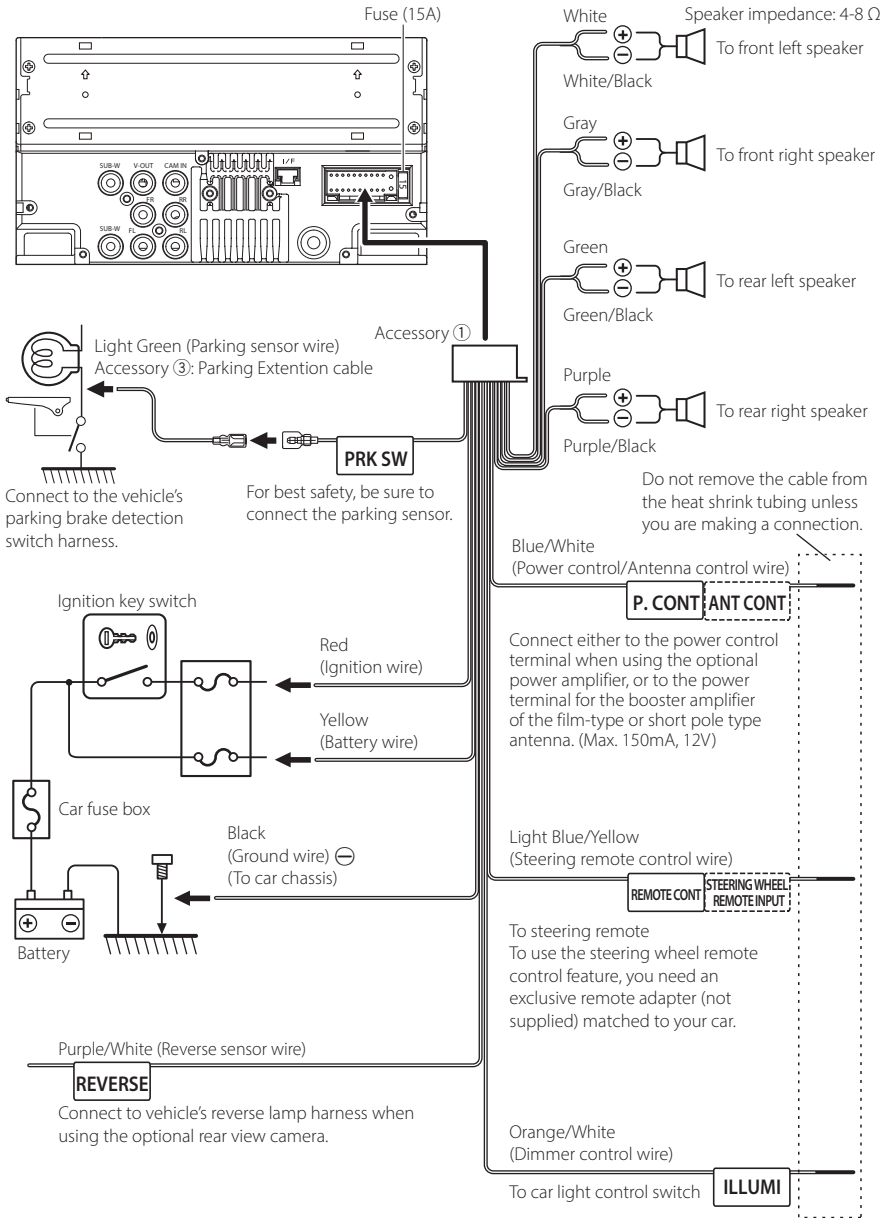 Fuse (15A)
White
Speaker impedance: 4-8 Ω
To front left speaker
White/Black
Gray
To front right speaker
Gray/Black
SUB-W V-OUT CAM IN
I/F
15
FR RR
SUB-W FL RL
Green
To rear left speaker
Green/Black
Accessory ①
Light Green (Parking sensor wire)
Accessory ③: Parking Extention cable
Purple
To rear right speaker
Purple/Black
PRK SW
Connect to the vehicle's
parking brake detection
switch harness.
For best safety, be sure to
connect the parking sensor.
Do not remove the cable from
the heat shrink tubing unless
you are making a connection.
Blue/White
(Power control/Antenna control wire)
P. CONT ANT CONT
Connect either to the power control
terminal when using the optional
power amplifier, or to the power
terminal for the booster amplifier
of the film-type or short pole type
antenna. (Max. 150mA, 12V)
Ignition key switch
Red
(Ignition wire)
Yellow
(Battery wire)
Car fuse box
Black
(Ground wire) ⊖
(To car chassis)
⊕ ⊖
Battery
Light Blue/Yellow
(Steering remote control wire)
REMOTE CONT
STEERING WHEEL
REMOTE INPUT
To steering remote
To use the steering wheel remote
control feature, you need an
exclusive remote adapter (not
supplied) matched to your car.
Purple/White (Reverse sensor wire)
REVERSE
Connect to vehicle's reverse lamp harness when
using the optional rear view camera.
Orange/White
(Dimmer control wire)
To car light control switch
ILLUMI